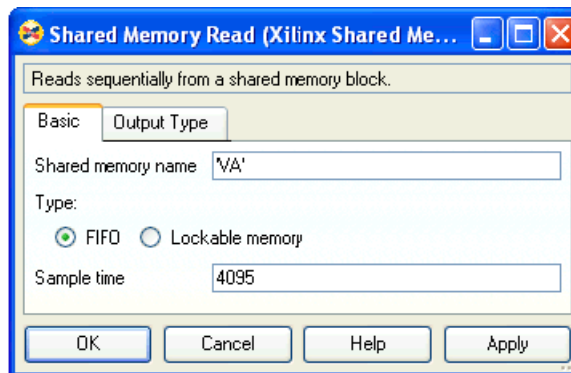 Shared Memory Read (Xilinx Shared Me...
Reads sequentially from a shared memory block.
Basic Output Type
Shared memory name 'VA'
Type:
FIFO Lockable memory
Sample time 4095
OK Cancel Help Apply